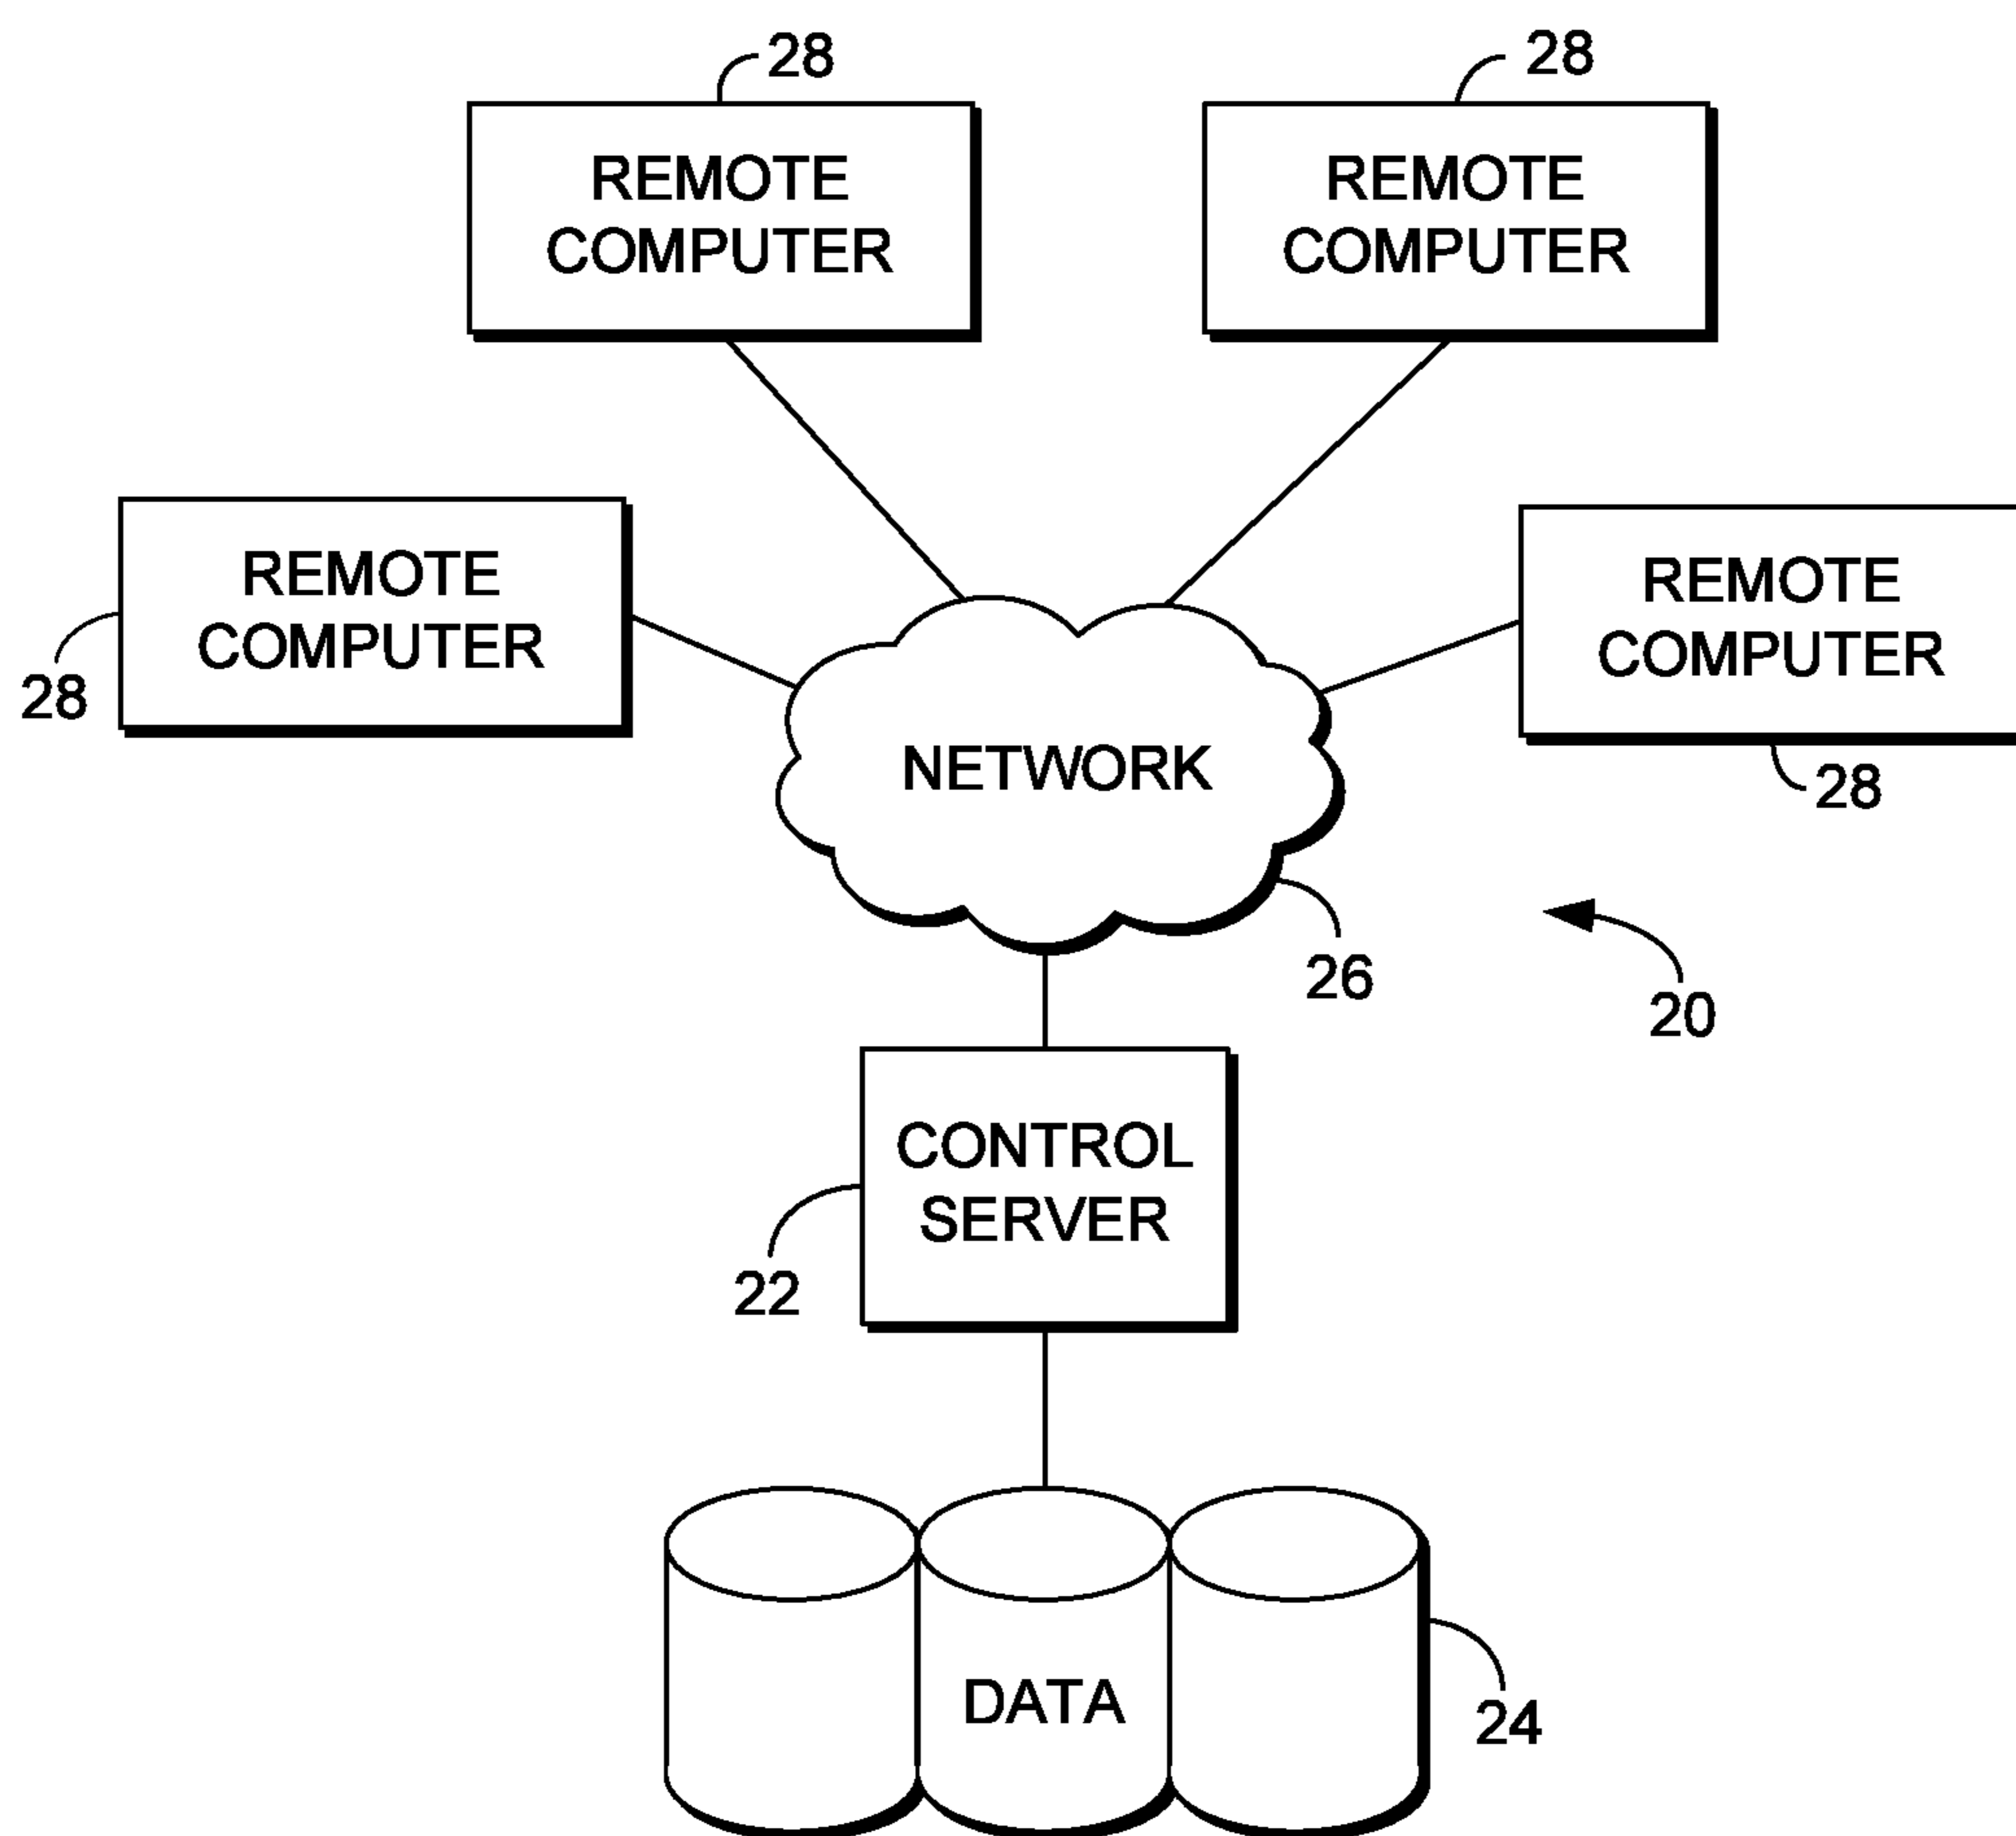 28
28
REMOTE
COMPUTER
REMOTE
COMPUTER
REMOTE
COMPUTER
REMOTE
COMPUTER
28
28
NETWORK
26
20
CONTROL
SERVER
22
DATA
24